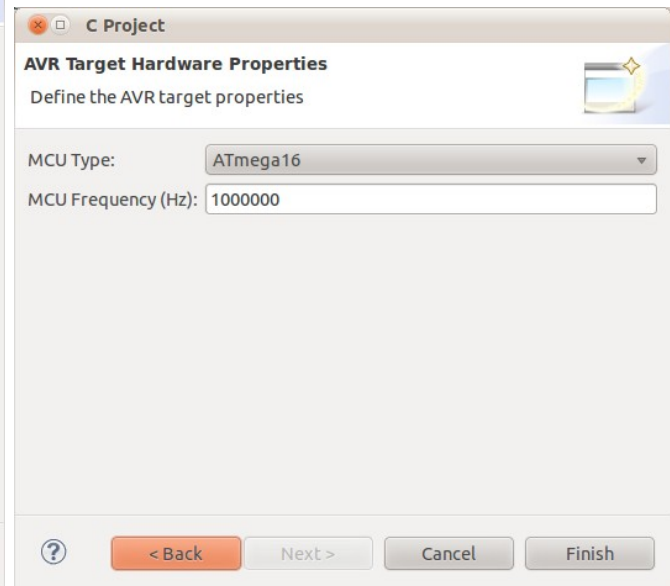 C Project
AVR Target Hardware Properties
Define the AVR target properties
MCU Type: ATmega16
MCU Frequency (Hz): 1000000
? < Back Next > Cancel Finish